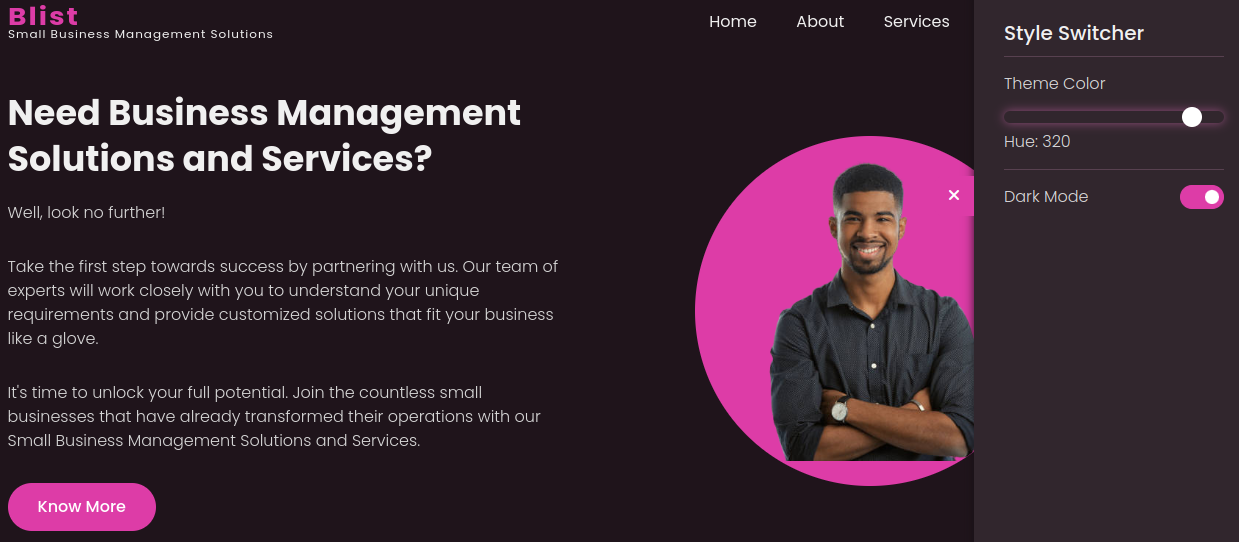 Blist
Small Business Management Solutions
Home About Services
Need Business Management
Solutions and Services?
Well, look no further!
Take the first step towards success by partnering with us. Our team of
experts will work closely with you to understand your unique
requirements and provide customized solutions that fit your business
like a glove.
It's time to unlock your full potential. Join the countless small
businesses that have already transformed their operations with our
Small Business Management Solutions and Services.
Know More
Style Switcher
Theme Color
Hue: 320
Dark Mode